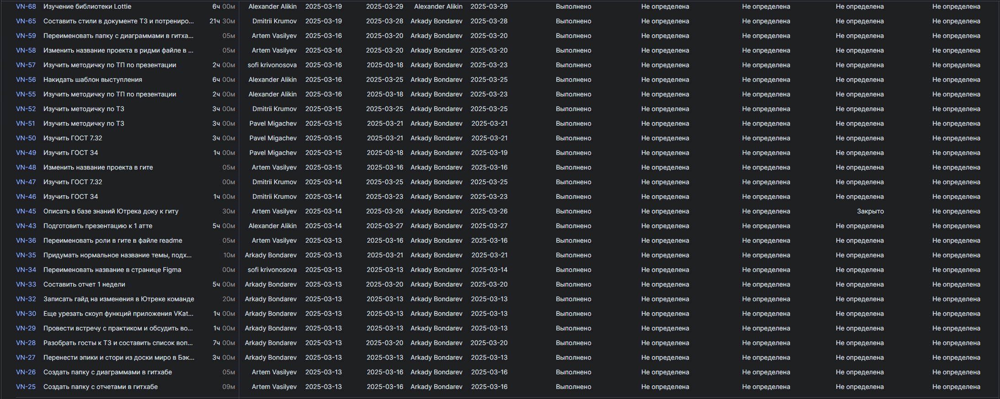 VN-68 Изучение библиотеки Lottie 6ч 00м Alexander Alikin 2025-03-19 2025-03-29 Alexander Alikin 2025-03-29 Выполнено Не определена Не определена Не определена Не определена
VN-65 Составить стили в документе ТЗ и потрениро... 21ч 30м Dmitrii Krumov 2025-03-19 2025-03-28 Arkady Bondarev 2025-03-28 Выполнено Не определена Не определена Не определена Не определена
VN-59 Переименовать папку с диаграммами в гитха... 05м Artem Vasilyev 2025-03-16 2025-03-20 Arkady Bondarev 2025-03-20 Выполнено Не определена Не определена Не определена Не определена
VN-58 Изменить название проекта в ридми файле в ... 05м Artem Vasilyev 2025-03-16 2025-03-20 Arkady Bondarev 2025-03-20 Выполнено Не определена Не определена Не определена Не определена
VN-57 Изучить методичку по ТП по презентации 2ч 00м sofi krivonosova 2025-03-16 2025-03-18 Arkady Bondarev 2025-03-23 Выполнено Не определена Не определена Не определена Не определена
VN-56 Накидать шаблон выступления 6ч 00м Alexander Alikin 2025-03-16 2025-03-25 Arkady Bondarev 2025-03-25 Выполнено Не определена Не определена Не определена Не определена
VN-55 Изучить методичку по ТП по презентации 2ч 00м Alexander Alikin 2025-03-16 2025-03-18 Arkady Bondarev 2025-03-23 Выполнено Не определена Не определена Не определена Не определена
VN-52 Изучить методичку по ТЗ 3ч 00м Dmitrii Krumov 2025-03-15 2025-03-25 Arkady Bondarev 2025-03-25 Выполнено Не определена Не определена Не определена Не определена
VN-51 Изучить методичку по ТЗ 3ч 00м Pavel Migachev 2025-03-15 2025-03-21 Arkady Bondarev 2025-03-21 Выполнено Не определена Не определена Не определена Не определена
VN-50 Изучить ГОСТ 7.32 3ч 00м Pavel Migachev 2025-03-15 2025-03-21 Arkady Bondarev 2025-03-21 Выполнено Не определена Не определена Не определена Не определена
VN-49 Изучить ГОСТ 34 1ч 00м Pavel Migachev 2025-03-15 2025-03-18 Arkady Bondarev 2025-03-19 Выполнено Не определена Не определена Не определена Не определена
VN-48 Изменить название проекта в гите 05м Artem Vasilyev 2025-03-15 2025-03-16 Arkady Bondarev 2025-03-16 Выполнено Не определена Не определена Не определена Не определена
VN-47 Изучить ГОСТ 7.32 00м Dmitrii Krumov 2025-03-14 2025-03-25 Arkady Bondarev 2025-03-25 Выполнено Не определена Не определена Не определена Не определена
VN-46 Изучить ГОСТ 34 1ч 00м Dmitrii Krumov 2025-03-14 2025-03-23 Arkady Bondarev 2025-03-23 Выполнено Не определена Не определена Не определена Не определена
VN-45 Описать в базе знаний Ютрека доку к гиту 30м Artem Vasilyev 2025-03-14 2025-03-26 Arkady Bondarev 2025-03-26 Выполнено Не определена Не определена Закрыто Не определена
VN-43 Подготовить презентацию к 1 атте 5ч 00м Alexander Alikin 2025-03-14 2025-03-27 Arkady Bondarev 2025-03-27 Выполнено Не определена Не определена Не определена Не определена
VN-36 Переименовать роли в гите в файле readme 05м Artem Vasilyev 2025-03-13 2025-03-16 Arkady Bondarev 2025-03-16 Выполнено Не определена Не определена Не определена Не определена
VN-35 Придумать нормальное название темы, подх... 10м Arkady Bondarev 2025-03-13 2025-03-21 Arkady Bondarev 2025-03-21 Выполнено Не определена Не определена Не определена Не определена
VN-34 Переименовать название в странице Figma 00м sofi krivonosova 2025-03-13 2025-03-13 Arkady Bondarev 2025-03-14 Выполнено Не определена Не определена Не определена Не определена
VN-33 Составить отчет 1 недели 5ч 00м Arkady Bondarev 2025-03-13 2025-03-20 Arkady Bondarev 2025-03-20 Выполнено Не определена Не определена Не определена Не определена
VN-32 Записать гайд на изменения в Ютреке команде 20м Arkady Bondarev 2025-03-13 2025-03-13 Arkady Bondarev 2025-03-13 Выполнено Не определена Не определена Не определена Не определена
VN-30 Еще урезать скоуп функций приложения VKat... 1ч 00м Arkady Bondarev 2025-03-13 2025-03-13 Arkady Bondarev 2025-03-13 Выполнено Не определена Не определена Не определена Не определена
VN-29 Провести встречу с практиком и обсудить во... 1ч 00м Arkady Bondarev 2025-03-13 2025-03-13 Arkady Bondarev 2025-03-13 Выполнено Не определена Не определена Не определена Не определена
VN-28 Разобрать госты к ТЗ и составить список воп... 7ч 00м Arkady Bondarev 2025-03-13 2025-03-20 Arkady Bondarev 2025-03-20 Выполнено Не определена Не определена Не определена Не определена
VN-27 Перенести эпики и стори из доски миро в Бэк... 3ч 00м Arkady Bondarev 2025-03-13 2025-03-13 Arkady Bondarev 2025-03-13 Выполнено Не определена Не определена Не определена Не определена
VN-26 Создать папку с диаграммами в гитхабе 05м Artem Vasilyev 2025-03-13 2025-03-16 Arkady Bondarev 2025-03-16 Выполнено Не определена Не определена Не определена Не определена
VN-25 Создать папку с отчетами в гитхабе 09м Artem Vasilyev 2025-03-13 2025-03-16 Arkady Bondarev 2025-03-16 Выполнено Не определена Не определена Не определена Не определена